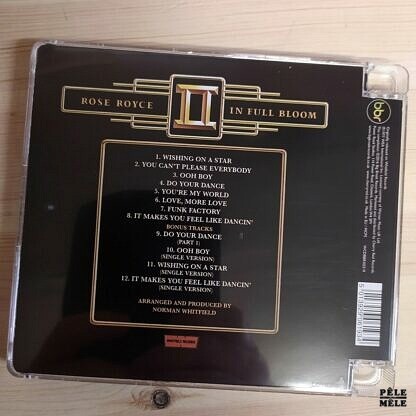 ROSE ROYCE II IN FULL BLOOM
1. WISHING ON A STAR
2. YOU CAN'T PLEASE EVERYBODY
3. OOH BOY
4. DO YOUR DANCE
5. YOU'RE MY WORLD
6. LOVE, MORE LOVE
7. FUNK FACTORY
8. IT MAKES YOU FEEL LIKE DANCIN'
BONUS TRACKS
9. DO YOUR DANCE
(PART 1)
10. OOH BOY
(SINGLE VERSION)
11. WISHING ON A STAR
(SINGLE VERSION)
12. IT MAKES YOU FEEL LIKE DANCIN'
(SINGLE VERSION)
ARRANGED AND PRODUCED BY
NORMAN WHITFIELD
bbr
PÊLE
MÊLE